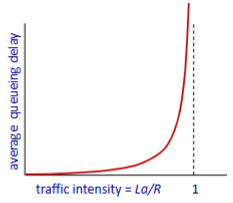 average queueing delay
traffic intensity = La/R
1